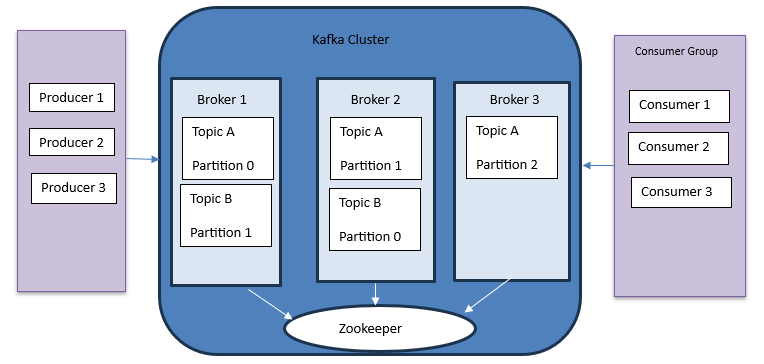 Kafka Cluster
Consumer Group
Producer 1
Producer 2
Producer 3
Broker 1
Topic A
Partition 0
Topic B
Partition 1
Broker 2
Topic A
Partition 1
Topic B
Partition 0
Broker 3
Topic A
Partition 2
Consumer 1
Consumer 2
Consumer 3
Zookeeper